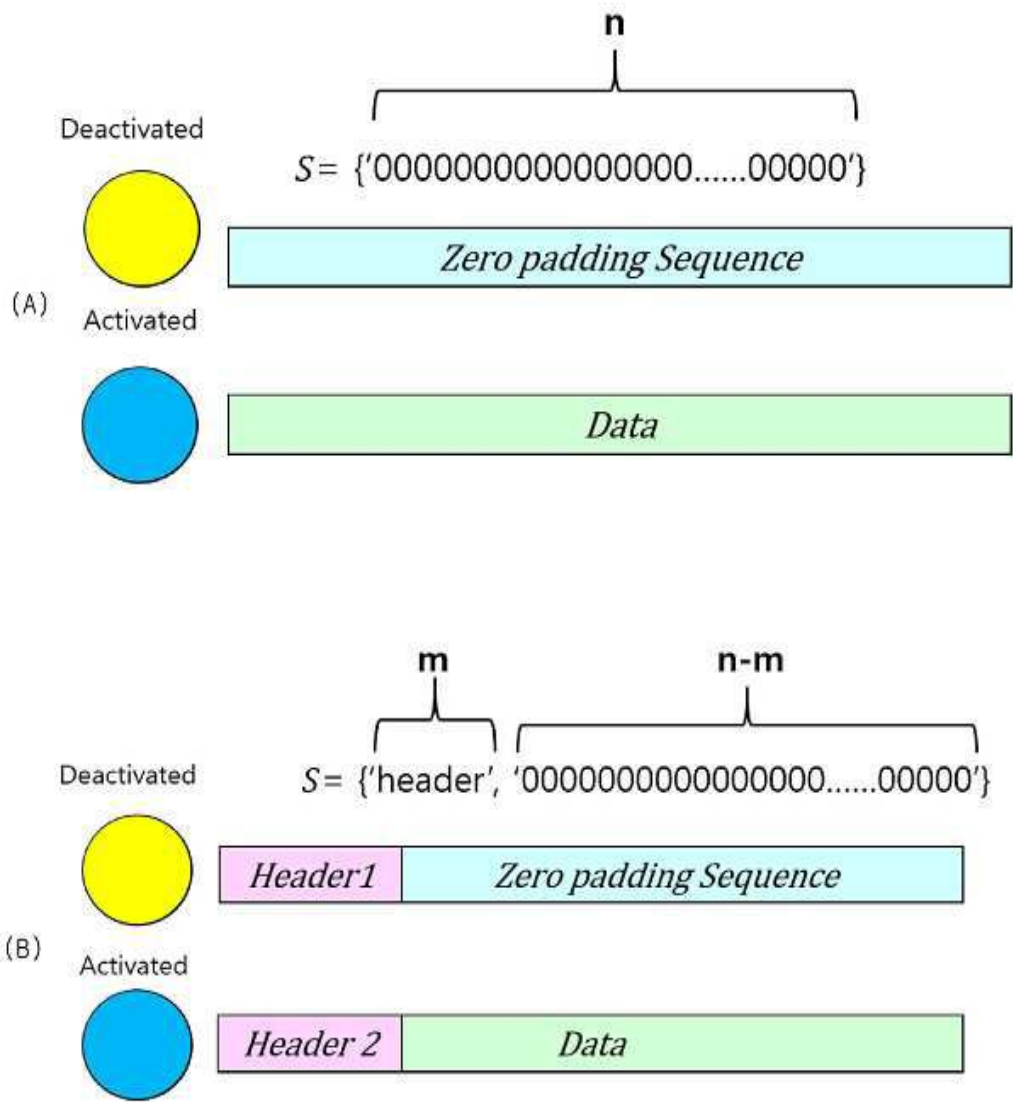 n
Deactivated
S = {'0000000000000000......00000'}
Zero padding Sequence
(A)
Activated
Data
m n-m
Deactivated
S = {'header', '0000000000000000......00000'}
Header1 Zero padding Sequence
(B)
Activated
Header 2 Data